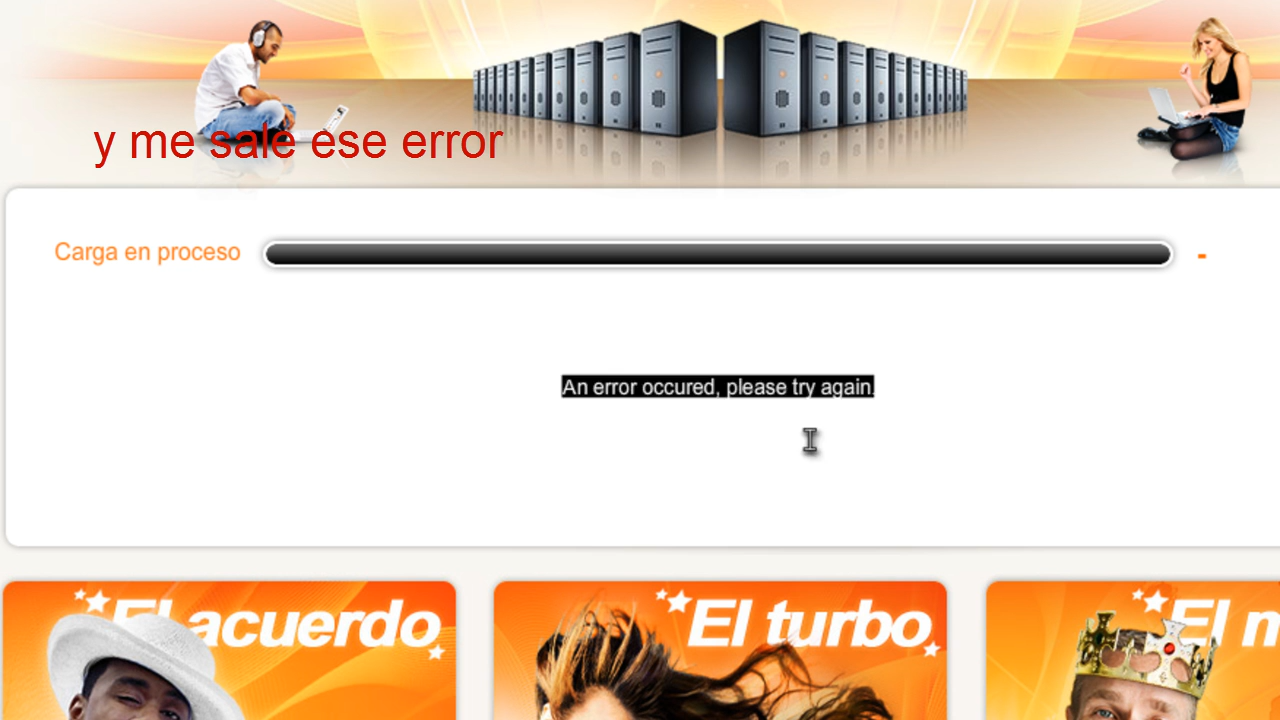 y me sale ese error
Carga en proceso
-
An error occured, please try again.
El acuerdo
El turbo
El